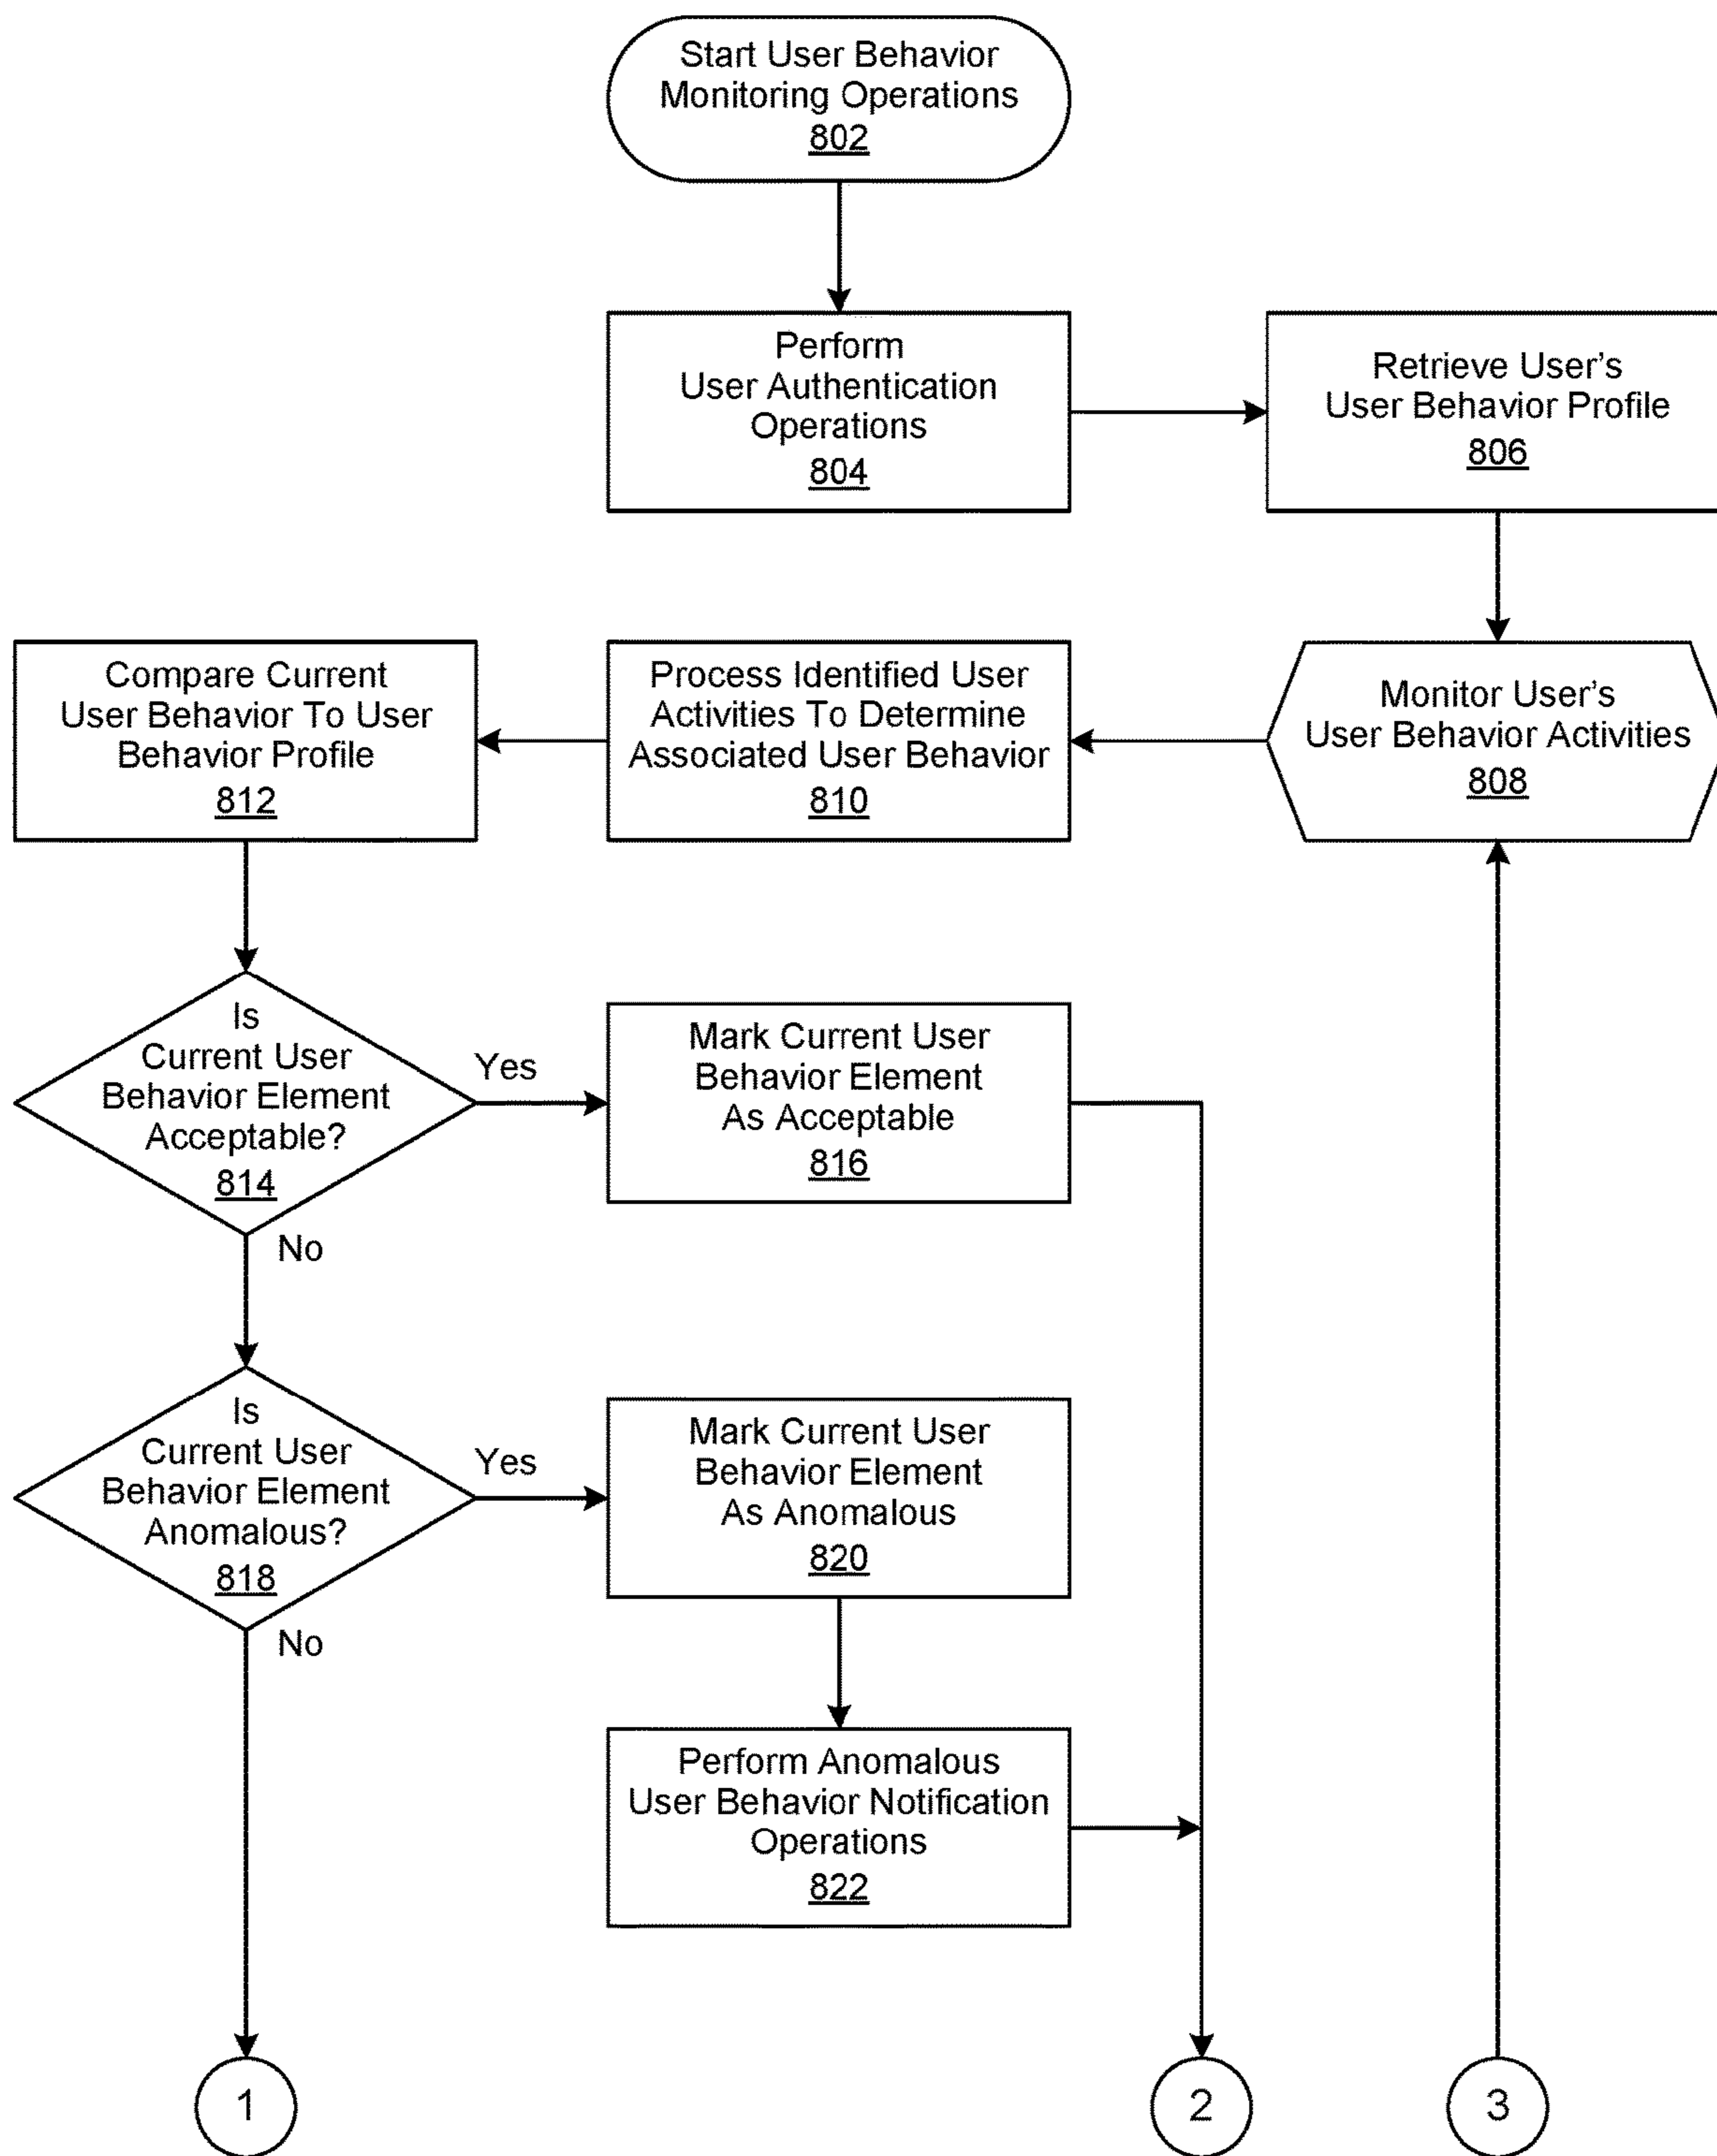 Start User Behavior
Monitoring Operations
802
Perform
User Authentication
Operations
804
Retrieve User's
User Behavior Profile
806
Compare Current
User Behavior To User
Behavior Profile
812
Process Identified User
Activities To Determine
Associated User Behavior
810
Monitor User's
User Behavior Activities
808
Is
Current User
Behavior Element
Acceptable?
814
Yes
No
Mark Current User
Behavior Element
As Acceptable
816
Is
Current User
Behavior Element
Anomalous?
818
Yes
No
Mark Current User
Behavior Element
As Anomalous
820
Perform Anomalous
User Behavior Notification
Operations
822
1
2
3